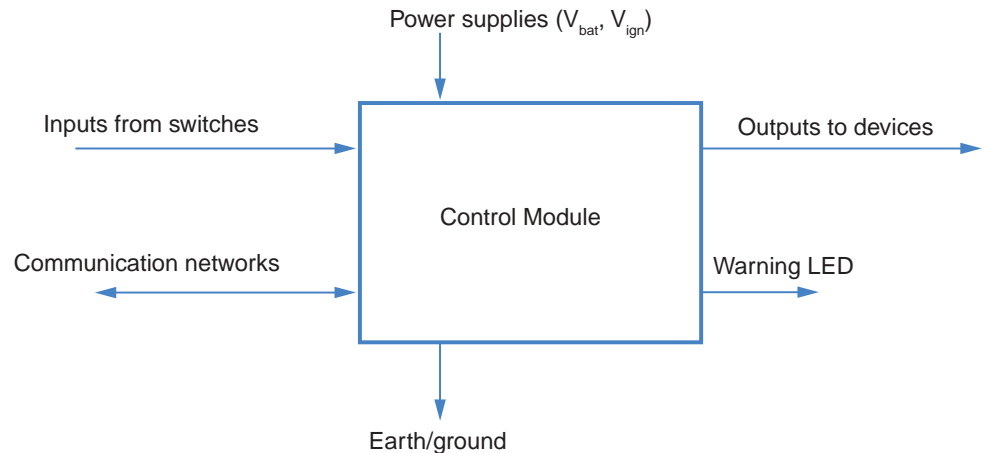 Power supplies (Vbat, Vign)
Inputs from switches
Outputs to devices
Control Module
Communication networks
Warning LED
Earth/ground